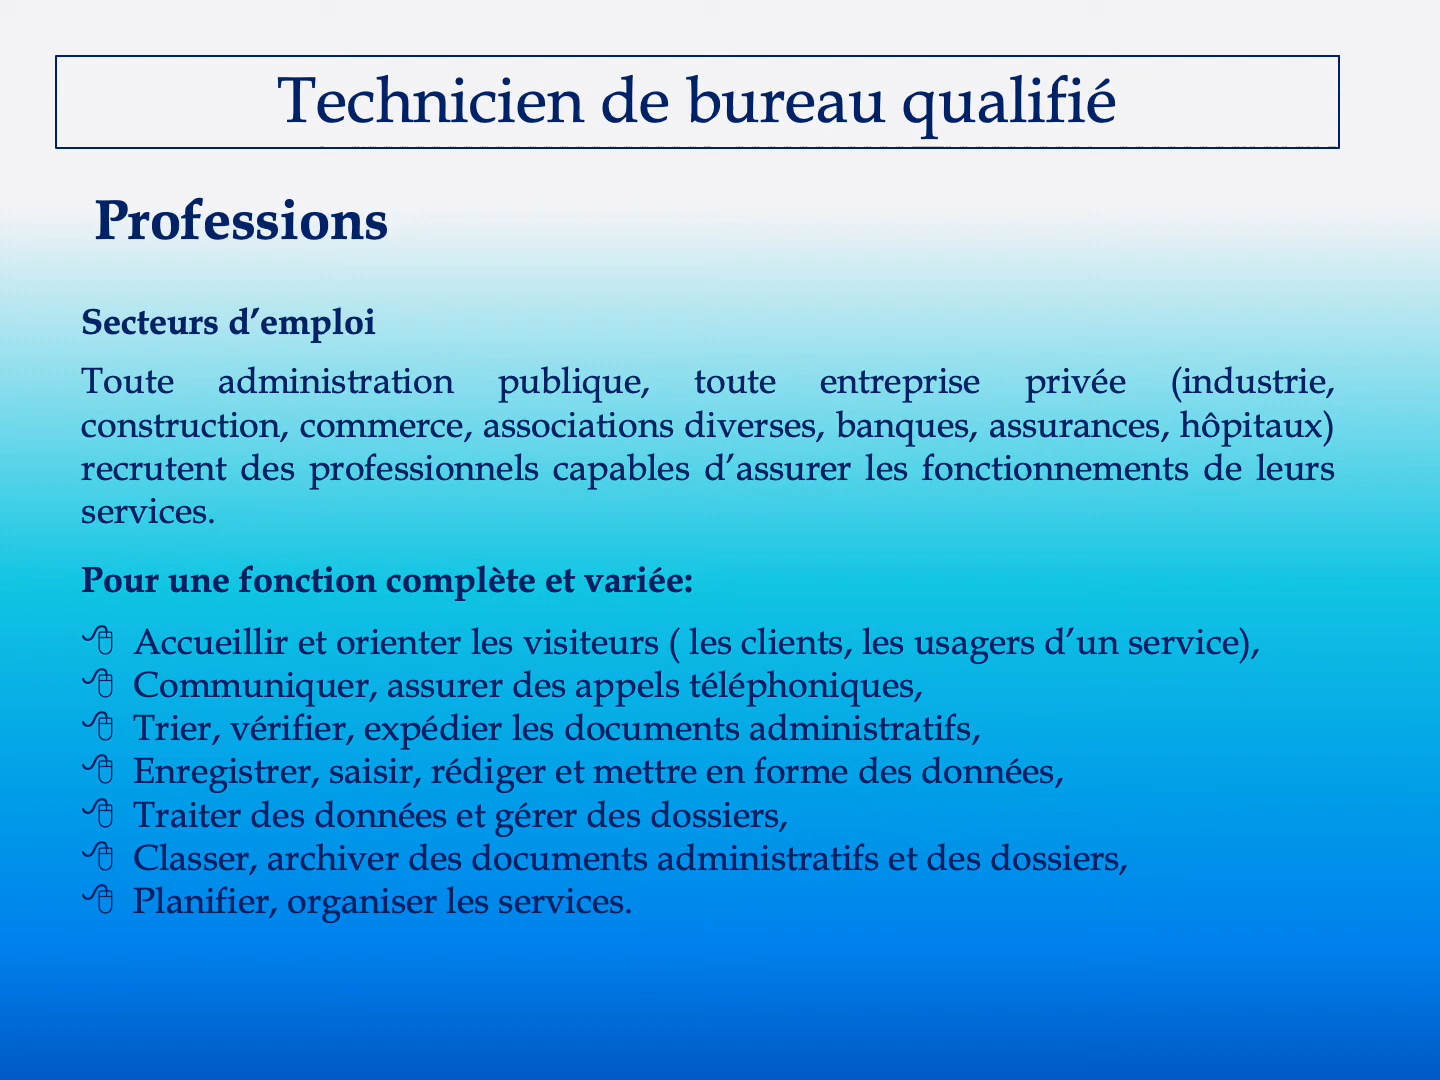 Technicien de bureau qualifié
Professions
Secteurs d’emploi
Toute administration publique, toute entreprise privée (industrie,
construction, commerce, associations diverses, banques, assurances, hôpitaux)
recrutent des professionnels capables d’assurer les fonctionnements de leurs
services.
Pour une fonction complète et variée:
Accueillir et orienter les visiteurs ( les clients, les usagers d’un service),
Communiquer, assurer des appels téléphoniques,
Trier, vérifier, expédier les documents administratifs,
Enregistrer, saisir, rédiger et mettre en forme des données,
Traiter des données et gérer des dossiers,
Classer, archiver des documents administratifs et des dossiers,
Planifier, organiser les services.